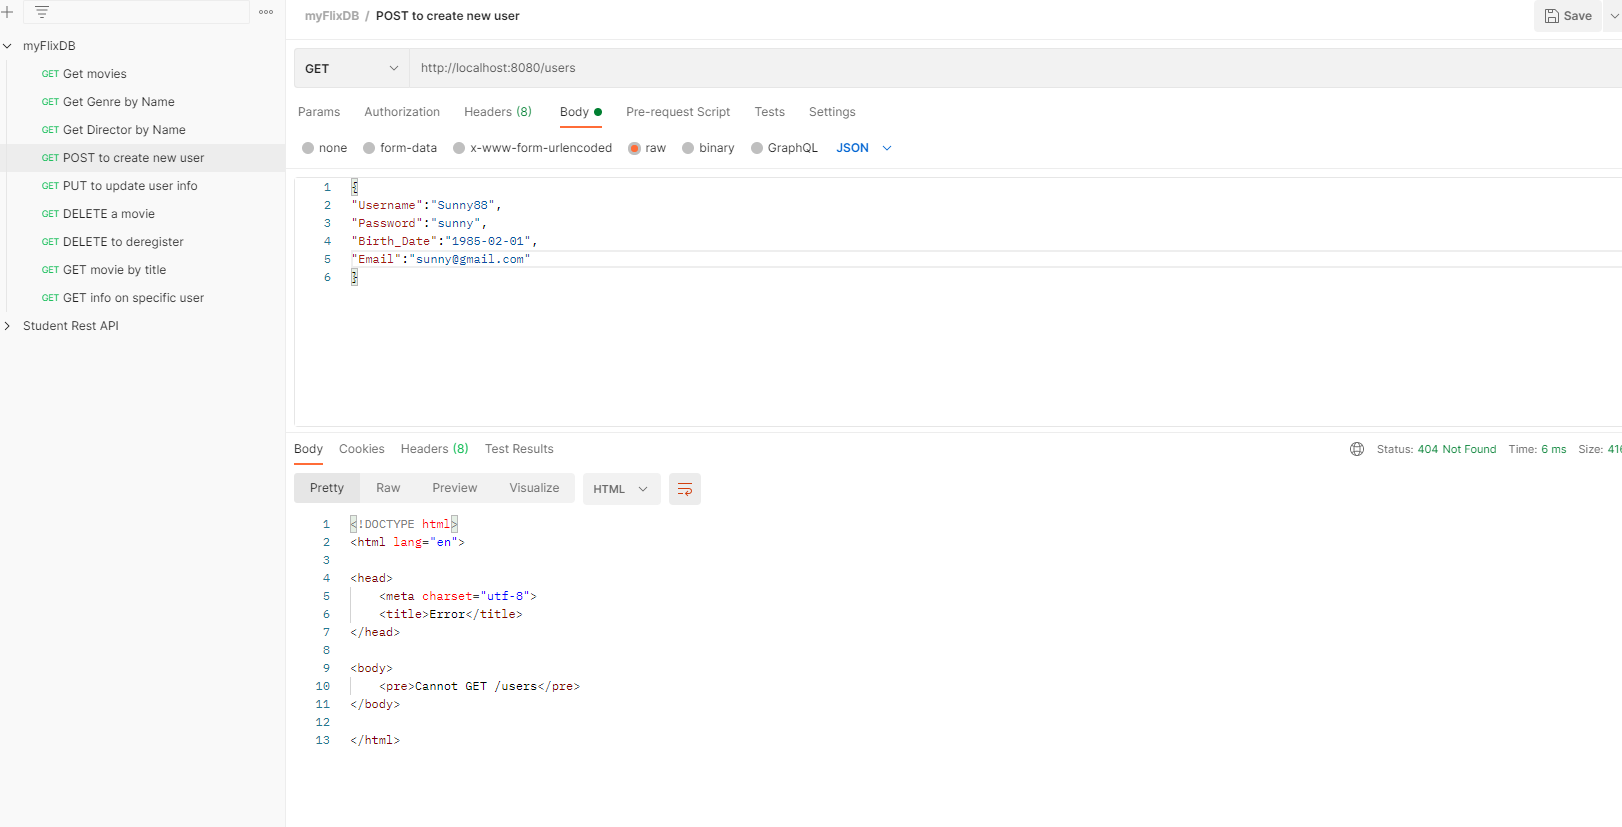 myFlixDB / POST to create new user
Save
myFlixDB
GET Get movies
GET Get Genre by Name
GET Get Director by Name
GET POST to create new user
GET PUT to update user info
GET DELETE a movie
GET DELETE to deregister
GET GET movie by title
GET GET info on specific user
Student Rest API
GET http://localhost:8080/users
Params Authorization Headers (8) Body Pre-request Script Tests Settings
none form-data x-www-form-urlencoded raw binary GraphQL JSON
1 {
2 "Username":"Sunny88",
3 "Password":"sunny",
4 "Birth_Date":"1985-02-01",
5 "Email":"sunny@gmail.com"
6 }
Body Cookies Headers (8) Test Results Status: 404 Not Found Time: 6 ms Size: 416
Pretty Raw Preview Visualize HTML
1 <!DOCTYPE html>
2 <html lang="en">
3
4 <head>
5 <meta charset="utf-8">
6 <title>Error</title>
7 </head>
8
9 <body>
10 <pre>Cannot GET /users</pre>
11 </body>
12
13 </html>